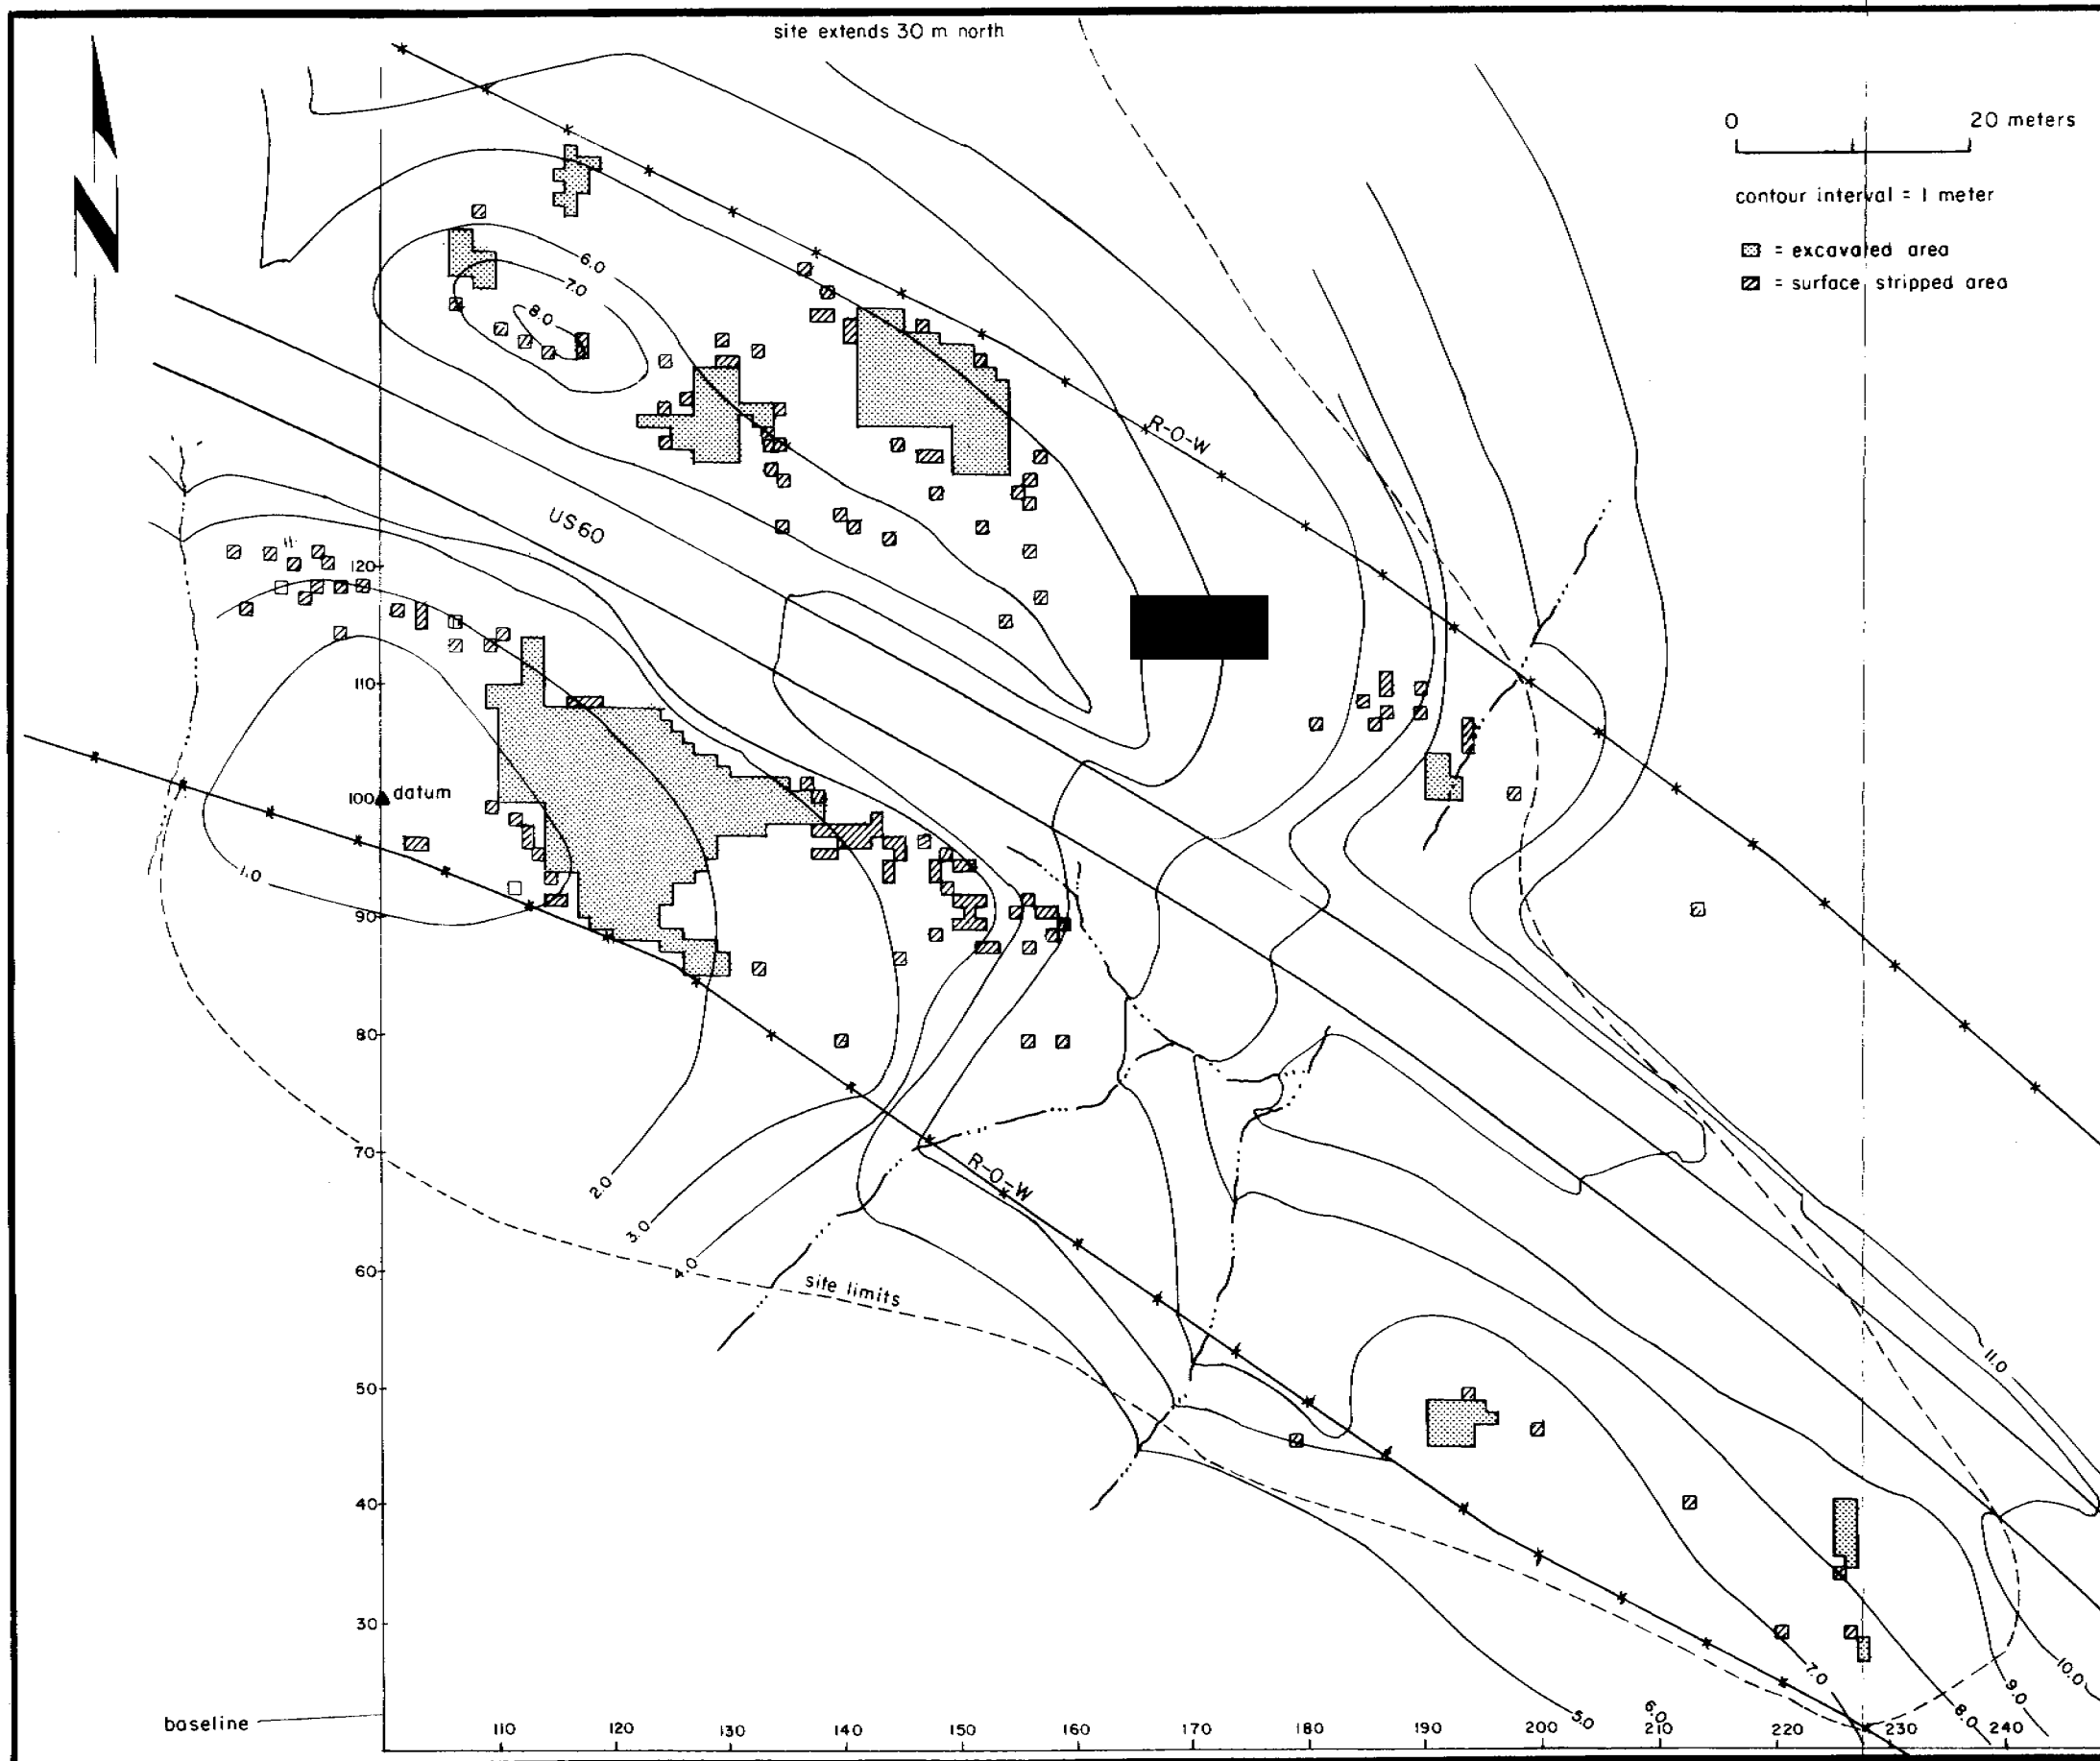 site extends 30 m north
0 20 meters
contour interval = 1 meter
= excavated area
= surface stripped area
N
6.0
7.0
8.0
R-O-W
US 60
120
110
100 datum
1.0
90
80
70
R-O-W
2.0
3.0
4.0
60
site limits
11.0
50
40
30
7.0
10.0
9.0
8.0
6.0
5.0
baseline
110 120 130 140 150 160 170 180 190 200 210 220 230 240